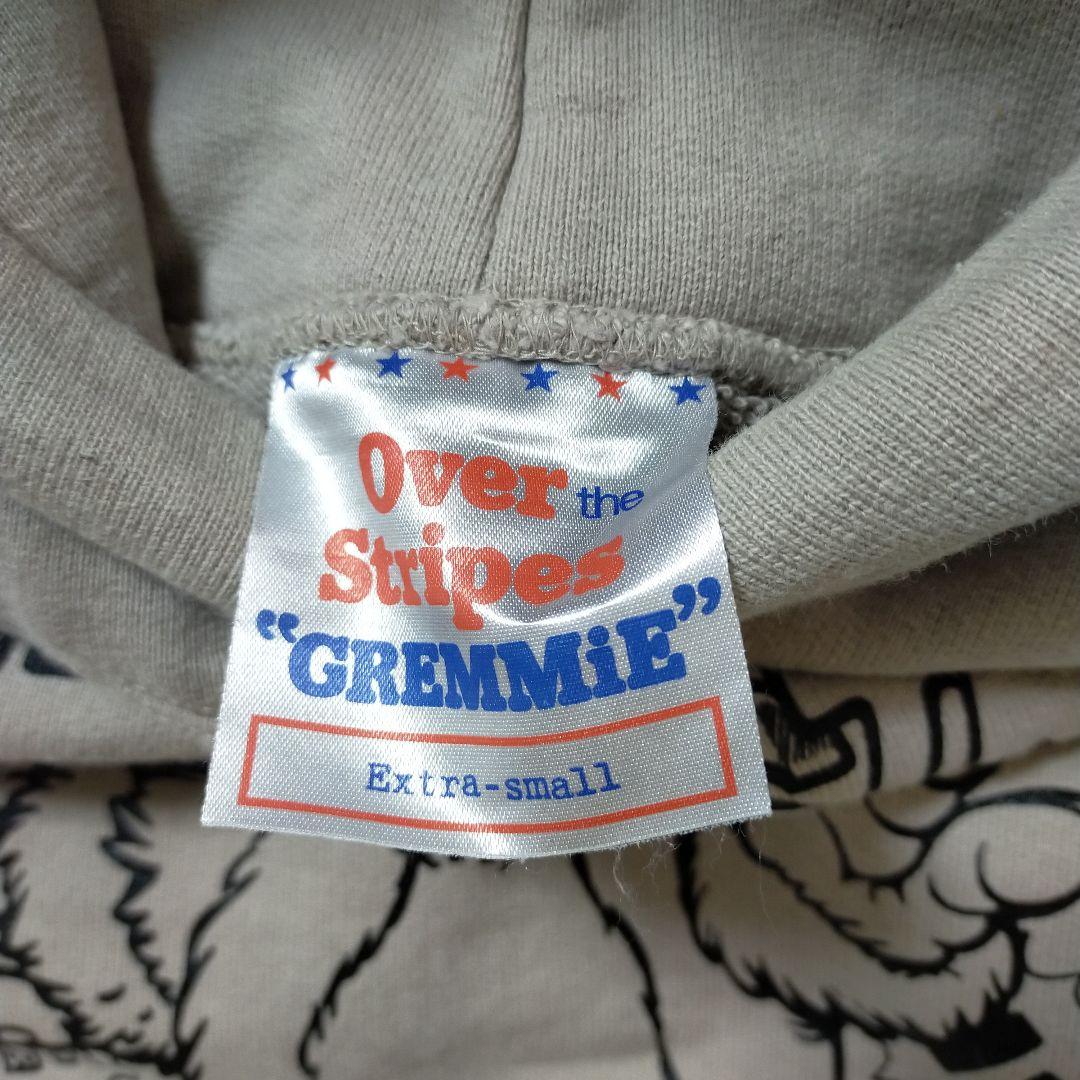 Over the
Stripes
“GREMMiE”
Extra-small